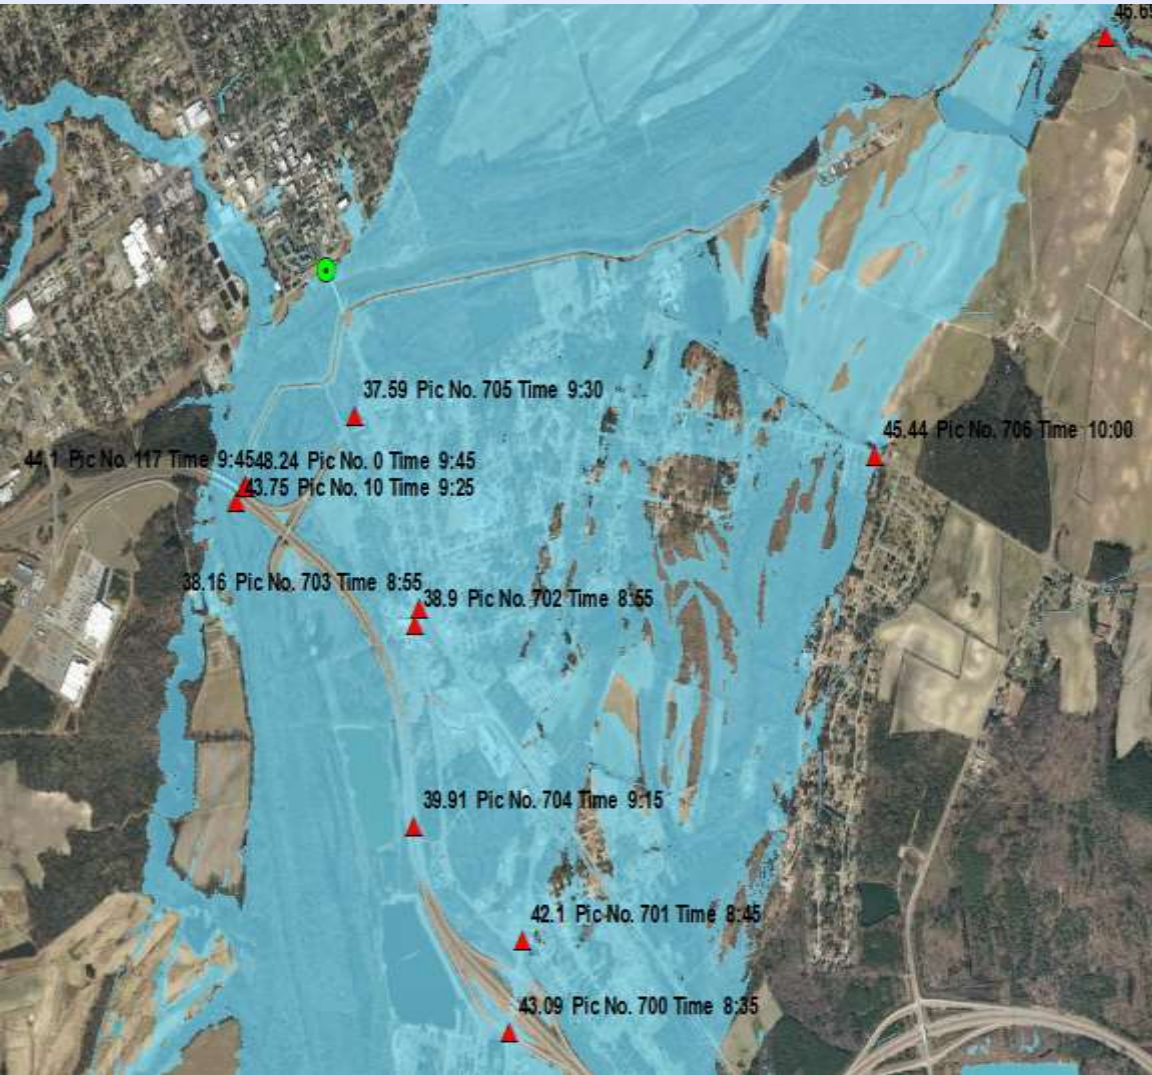 37.59 Pic No. 705 Time 9:30
45.44 Pic No. 706 Time 10:00
44.1 Pic No. 117 Time 9:45
48.24 Pic No. 0 Time 9:45
43.75 Pic No. 10 Time 9:25
38.16 Pic No. 703 Time 8:55
38.9 Pic No. 702 Time 8:55
39.91 Pic No. 704 Time 9:15
42.1 Pic No. 701 Time 8:45
43.09 Pic No. 700 Time 8:35